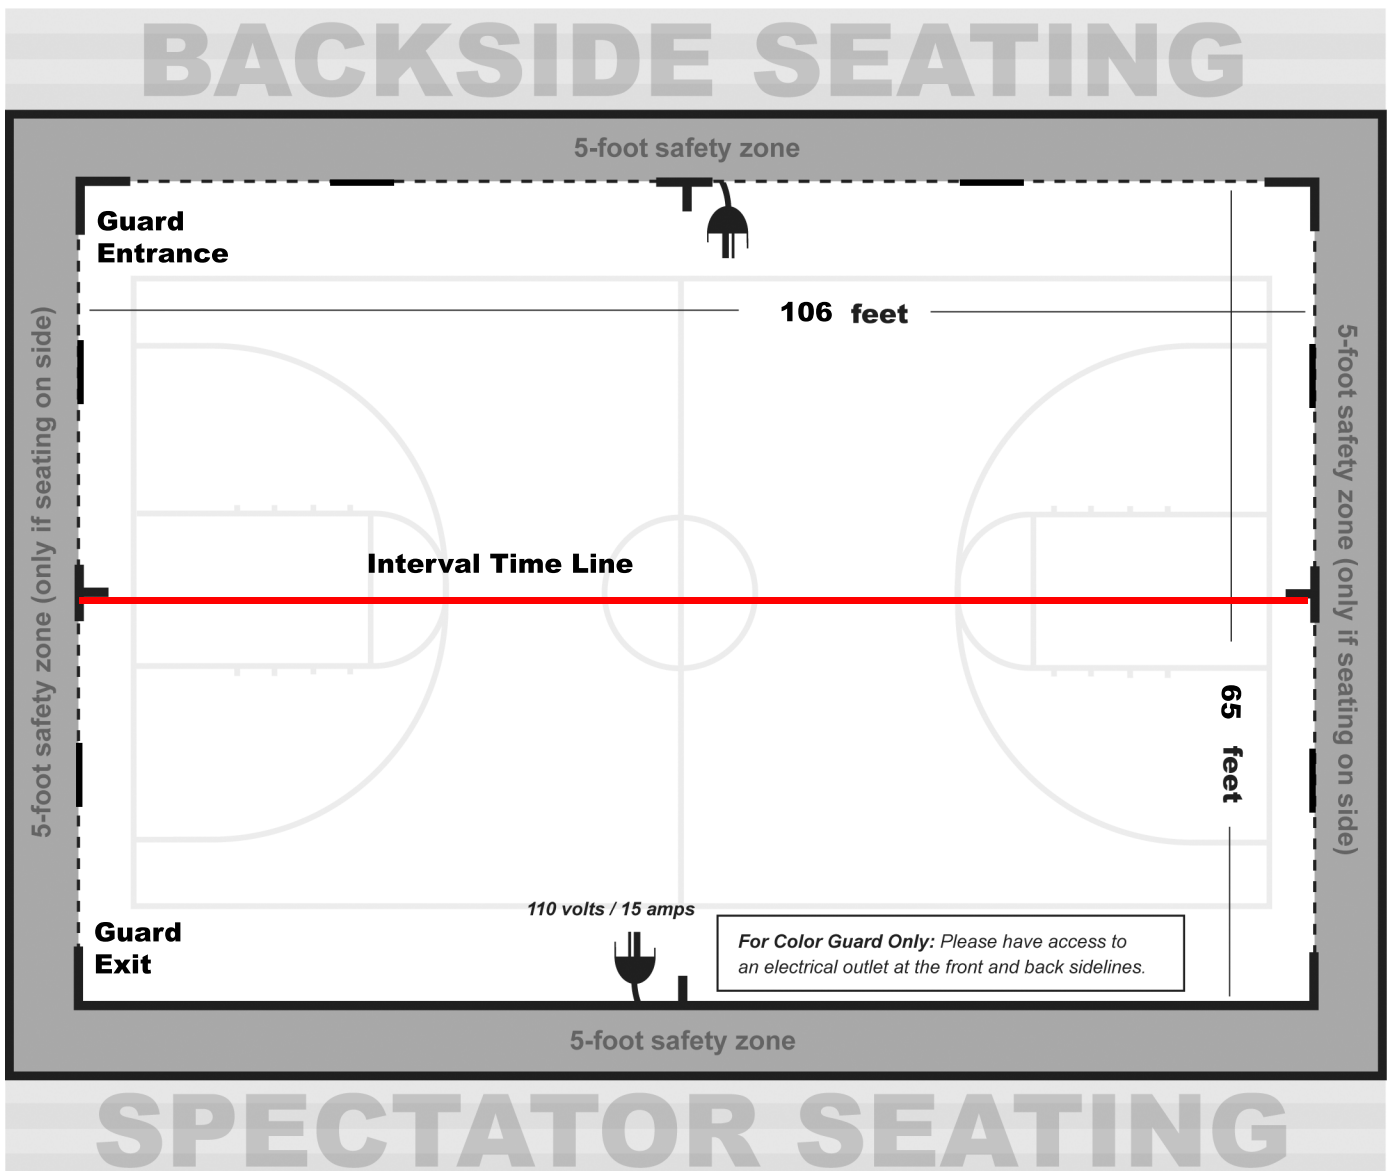 BACKSIDE SEATING
5-foot safety zone
Guard
Entrance
106 feet
5-foot safety zone (only if seating on side)
5-foot safety zone (only if seating on side)
Interval Time Line
65 feet
110 volts / 15 amps
Guard
Exit
For Color Guard Only: Please have access to
an electrical outlet at the front and back sidelines.
5-foot safety zone
SPECTATOR SEATING